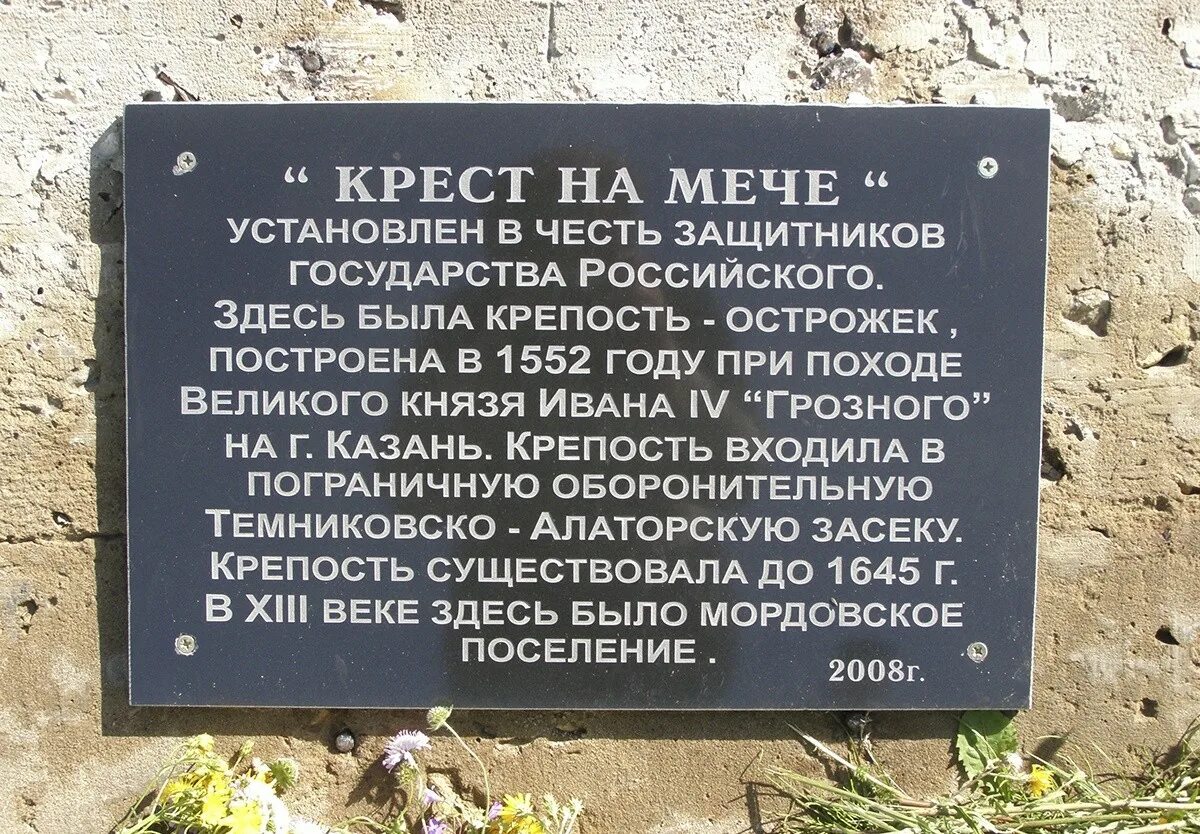 “ КРЕСТ НА МЕЧЕ “
УСТАНОВЛЕН В ЧЕСТЬ ЗАЩИТНИКОВ
ГОСУДАРСТВА РОССИЙСКОГО.
ЗДЕСЬ БЫЛА КРЕПОСТЬ - ОСТРОЖЕК ,
ПОСТРОЕНА В 1552 ГОДУ ПРИ ПОХОДЕ
ВЕЛИКОГО КНЯЗЯ ИВАНА IV “ГРОЗНОГО”
НА Г. КАЗАНЬ. КРЕПОСТЬ ВХОДИЛА В
ПОГРАНИЧНУЮ ОБОРОНИТЕЛЬНУЮ
ТЕМНИКОВСКО - АЛАТОРСКУЮ ЗАСЕКУ.
КРЕПОСТЬ СУЩЕСТВОВАЛА ДО 1645 Г.
В XIII ВЕКЕ ЗДЕСЬ БЫЛО МОРДОВСКОЕ
ПОСЕЛЕНИЕ .
2008г.